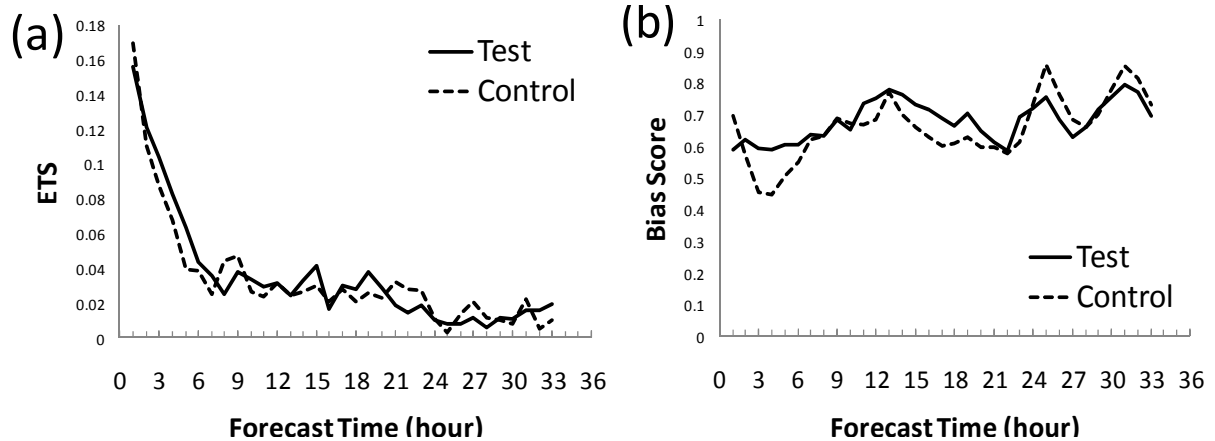 (a)
0.18
0.16
0.14
0.12
0.1
0.08
0.06
0.04
0.02
0
ETS
Test
Control
0 3 6 9 12 15 18 21 24 27 30 33 36
Forecast Time (hour)
(b)
1
0.9
0.8
0.7
0.6
0.5
0.4
0.3
0.2
0.1
0
Bias Score
Test
Control
0 3 6 9 12 15 18 21 24 27 30 33 36
Forecast Time (hour)